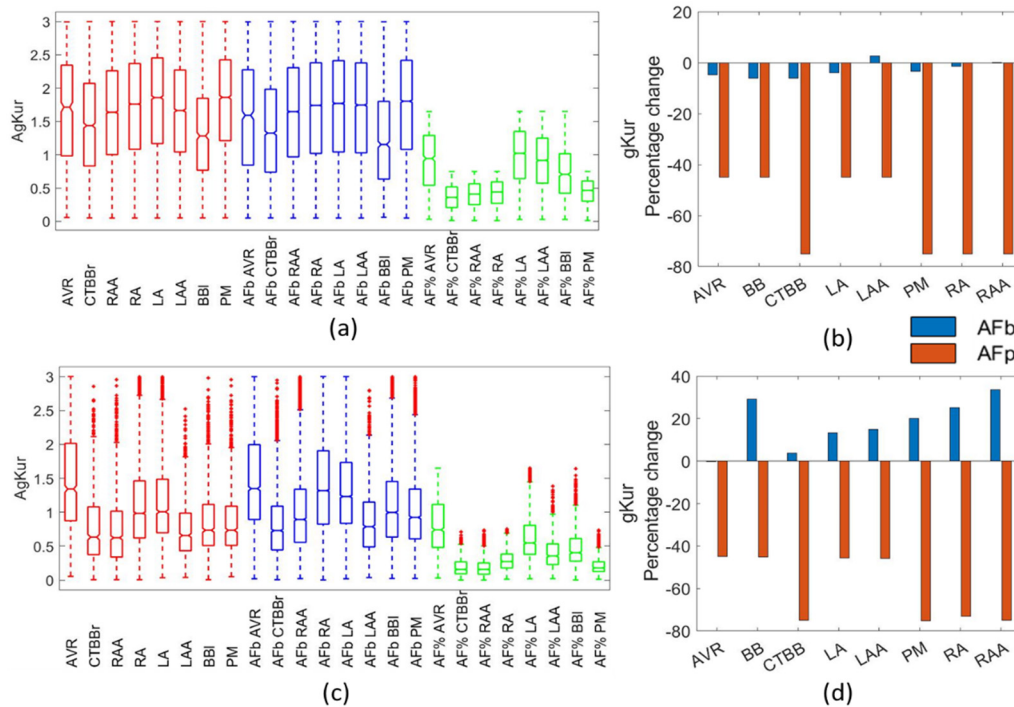 3
2.5
2
1.5
1
0.5
0
AgKur
AVR
CTBBr
RAA
RA
LA
LAA
BBI
PM
AFb AVR
AFb CTBBr
AFb RAA
AFb RA
AFb LA
AFb LAA
AFb BBI
AFb PM
AF% AVR
AF% CTBBr
AF% RAA
AF% RA
AF% LA
AF% LAA
AF% BBI
AF% PM
(a)
20
0
-20
-40
-60
-80
gKur
Percentage change
AVR
BB
CTBB
LA
LAA
PM
RA
RAA
(b)
AFb
AFp
3
2.5
2
1.5
1
0.5
0
AgKur
AVR
CTBBr
RAA
RA
LA
LAA
BBI
PM
AFb AVR
AFb CTBBr
AFb RAA
AFb RA
AFb LA
AFb LAA
AFb BBI
AFb PM
AF% AVR
AF% CTBBr
AF% RAA
AF% RA
AF% LA
AF% LAA
AF% BBI
AF% PM
(c)
40
20
0
-20
-40
-60
-80
gKur
Percentage change
AVR
BB
CTBB
LA
LAA
PM
RA
RAA
(d)